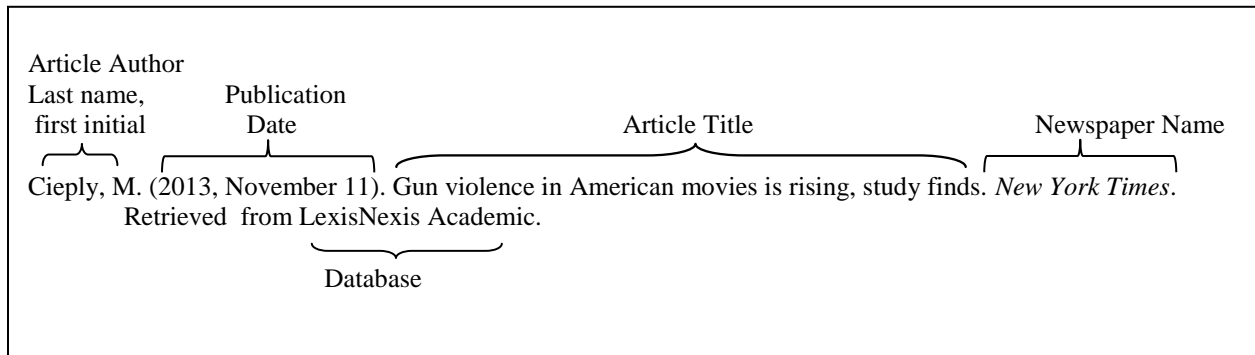 Article Author
Last name,
first initial
Publication
Date
Article Title
Newspaper Name
Cieply, M. (2013, November 11). Gun violence in American movies is rising, study finds. New York Times.
Retrieved from LexisNexis Academic.
Database